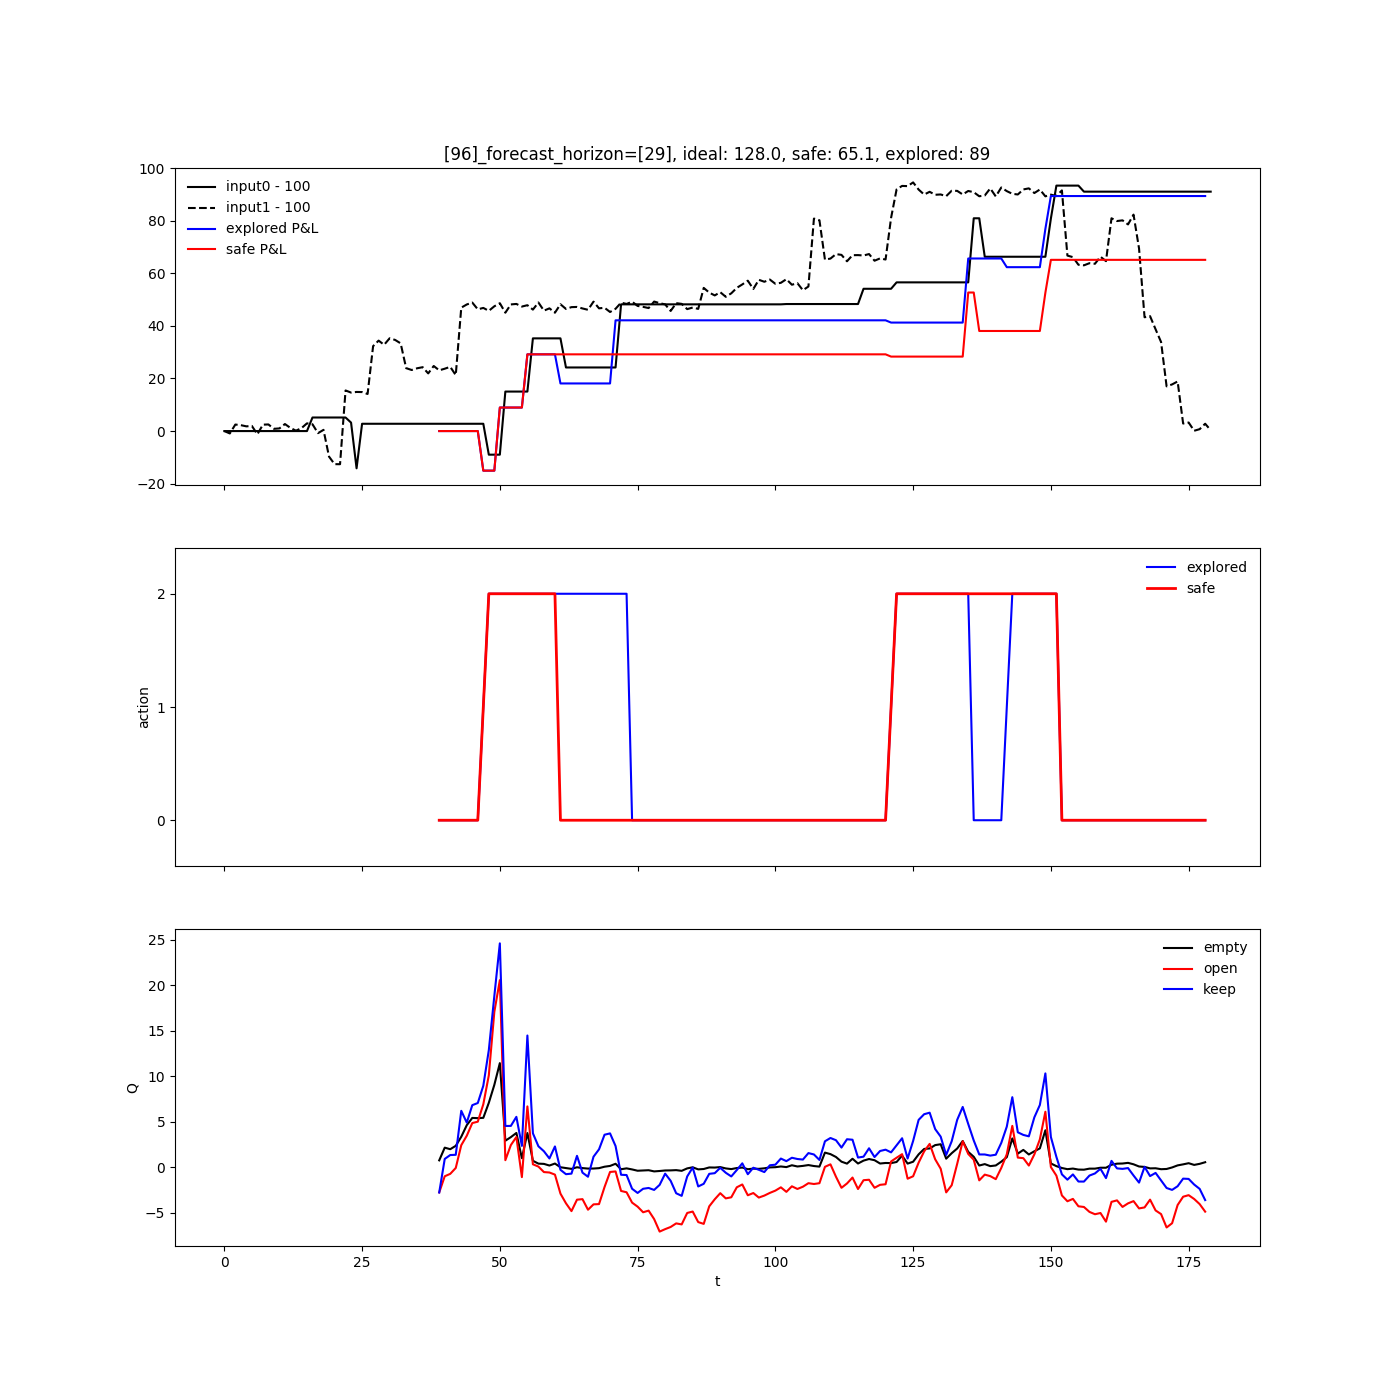 [96]_forecast_horizon=[29], ideal: 128.0, safe: 65.1, explored: 89
100
80
60
40
20
0
−20
input0 - 100
input1 - 100
explored P&L
safe P&L
action
2
1
0
explored
safe
Q
25
20
15
10
5
0
−5
empty
open
keep
0 25 50 75 100 125 150 175
t